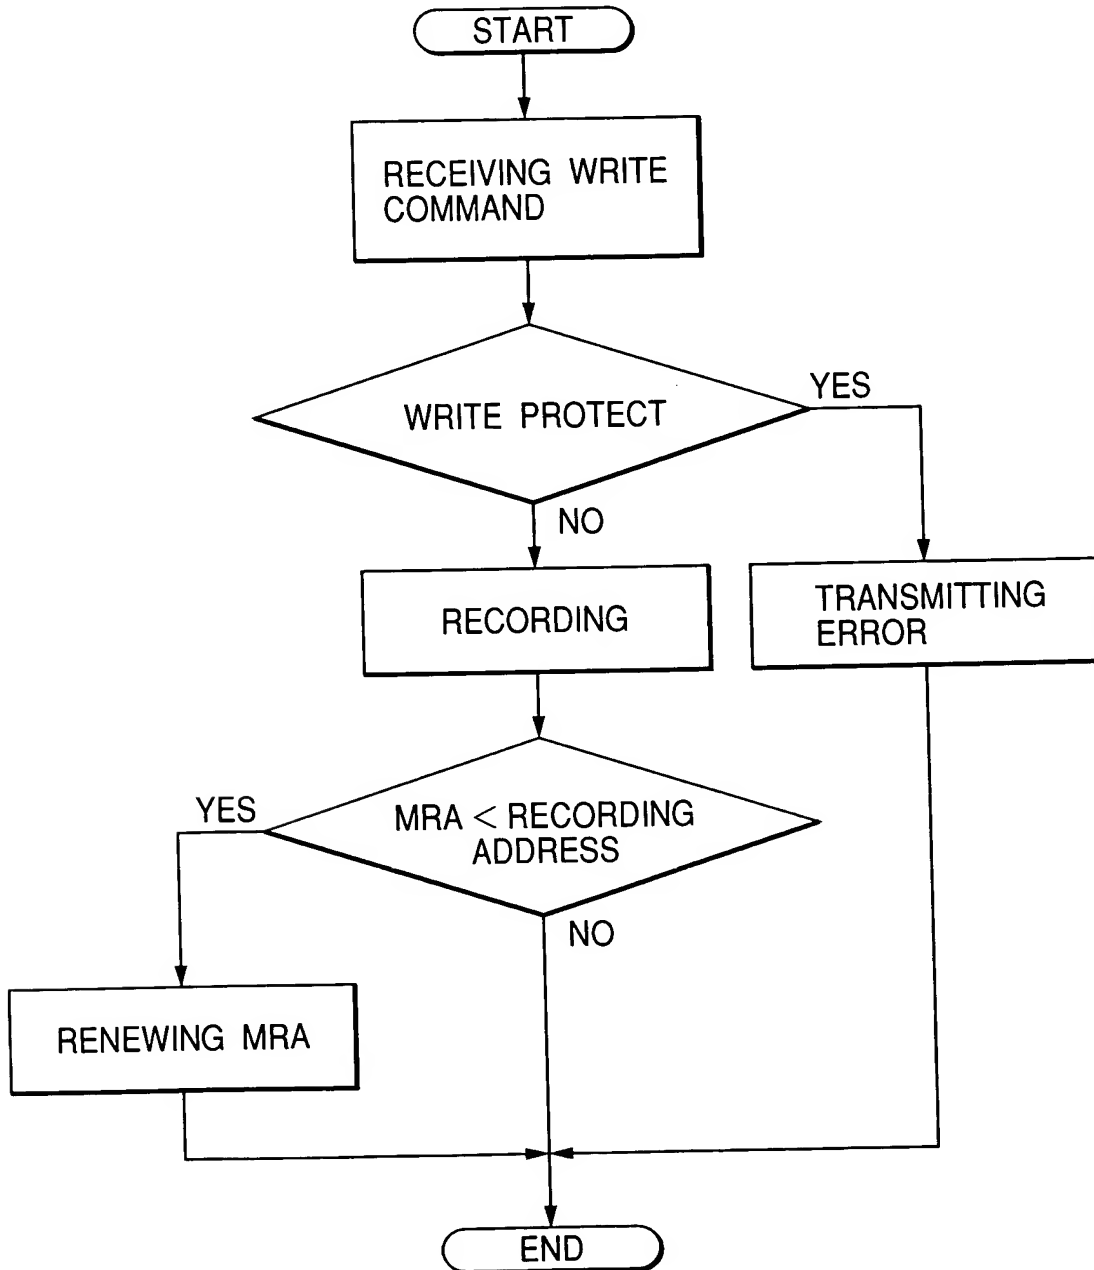 START
RECEIVING WRITE
COMMAND
WRITE PROTECT
YES
NO
RECORDING
TRANSMITTING
ERROR
YES
MRA < RECORDING
ADDRESS
NO
RENEWING MRA
END